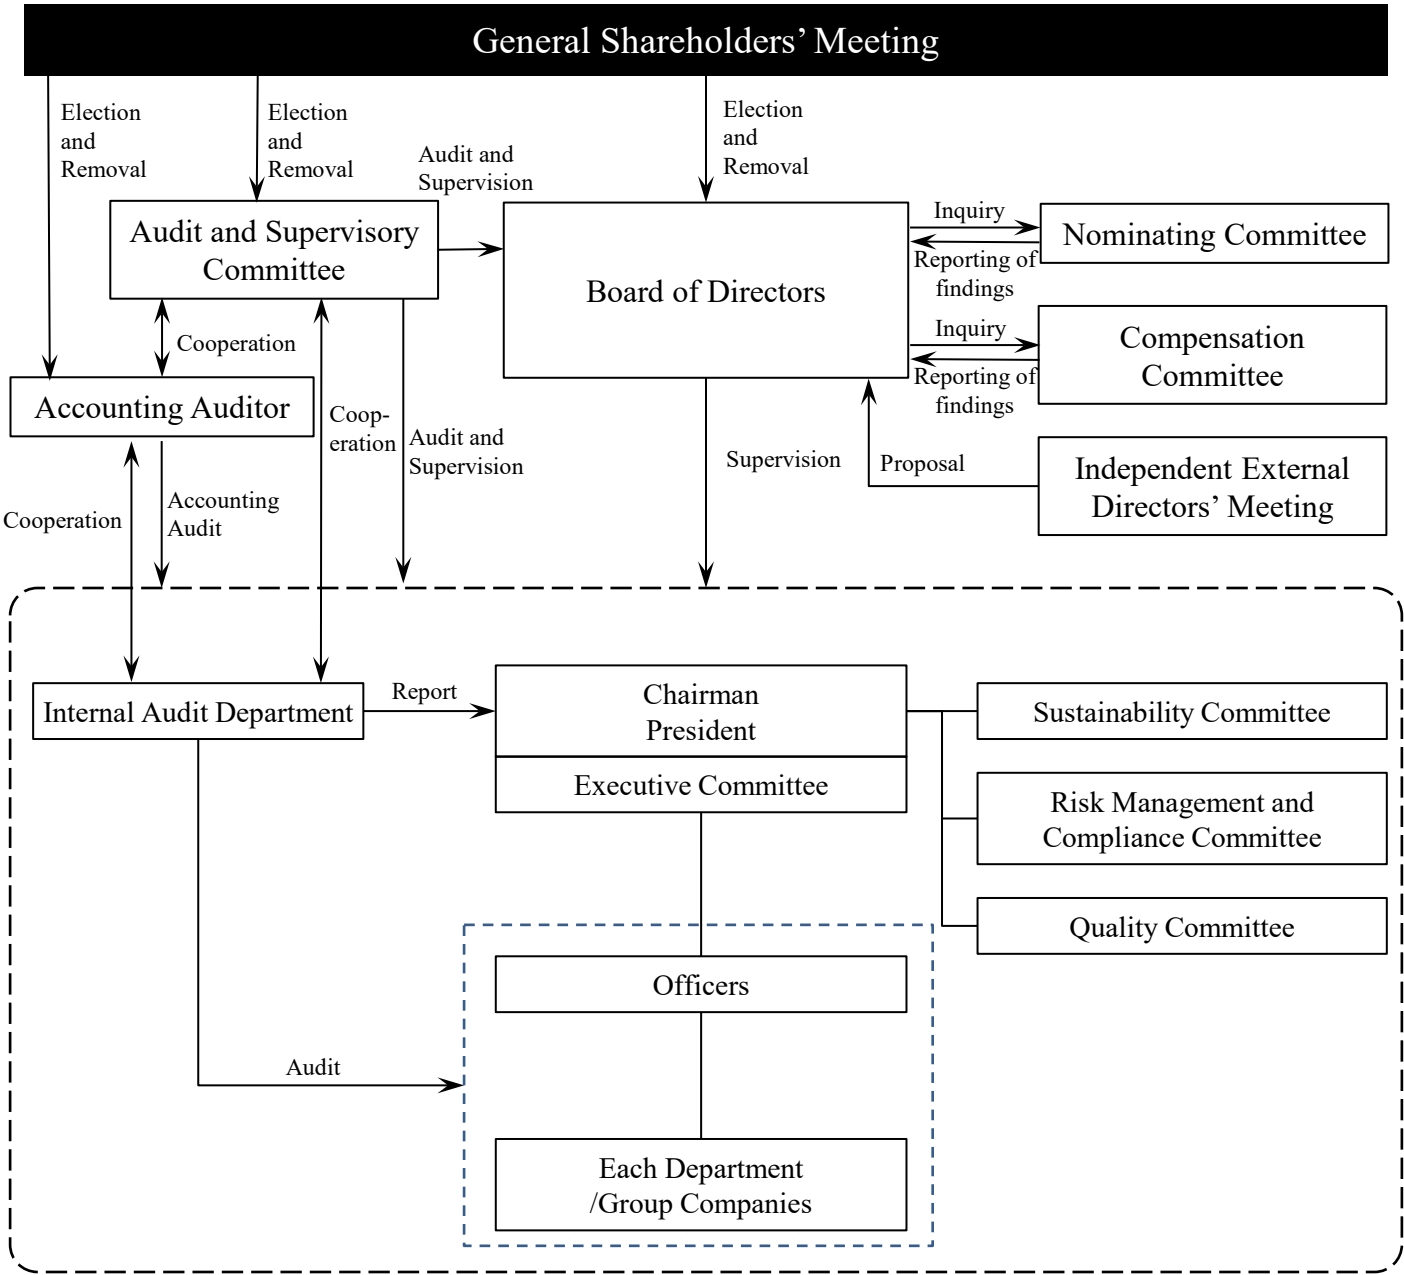 General Shareholders’ Meeting
Election
and
Removal
Election
and
Removal
Election
and
Removal
Audit and
Supervision
Audit and Supervisory
Committee
Board of Directors
Inquiry
Reporting of
findings
Nominating Committee
Inquiry
Reporting of
findings
Compensation
Committee
Cooperation
Accounting Auditor
Coop-
eration
Audit and
Supervision
Supervision
Proposal
Independent External
Directors’ Meeting
Cooperation
Accounting
Audit
Internal Audit Department
Report
Chairman
President
Executive Committee
Sustainability Committee
Risk Management and
Compliance Committee
Quality Committee
Officers
Audit
Each Department
/Group Companies